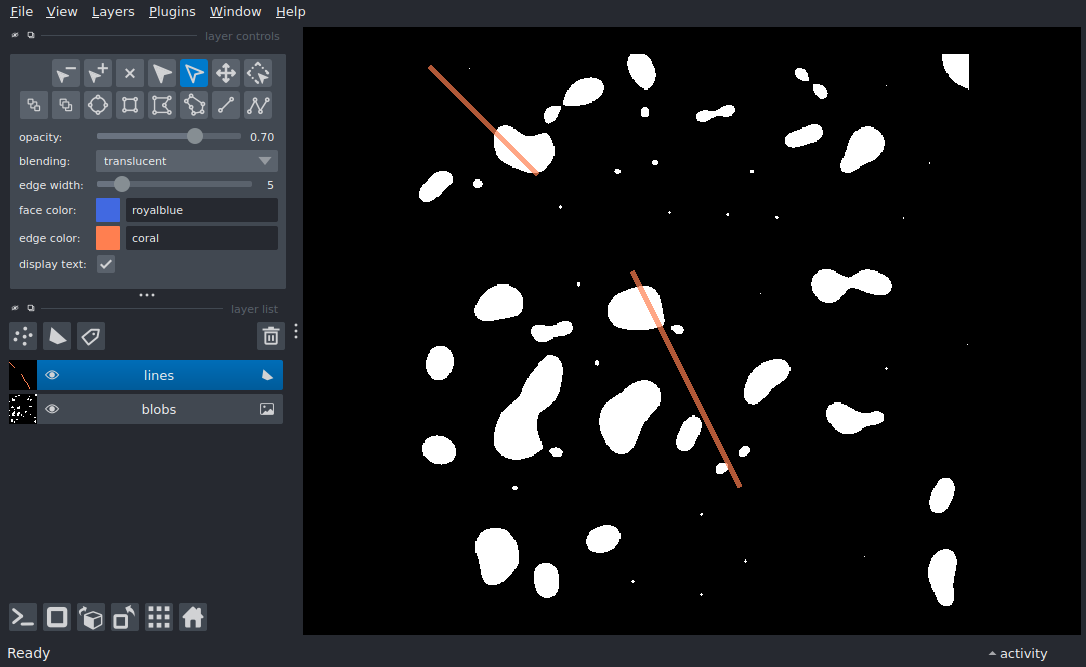 File View Layers Plugins Window Help
layer controls
opacity: 0.70
blending: translucent
edge width: 5
face color: royalblue
edge color: coral
display text:
layer list
lines
blobs
Ready
activity